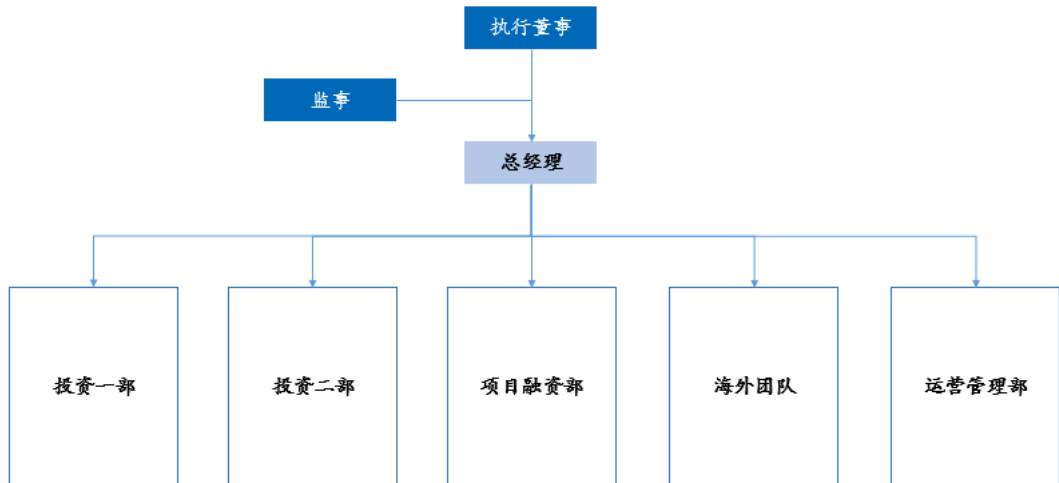 执行董事
监事
总经理
投资一部
投资二部
项目融资部
海外团队
运营管理部